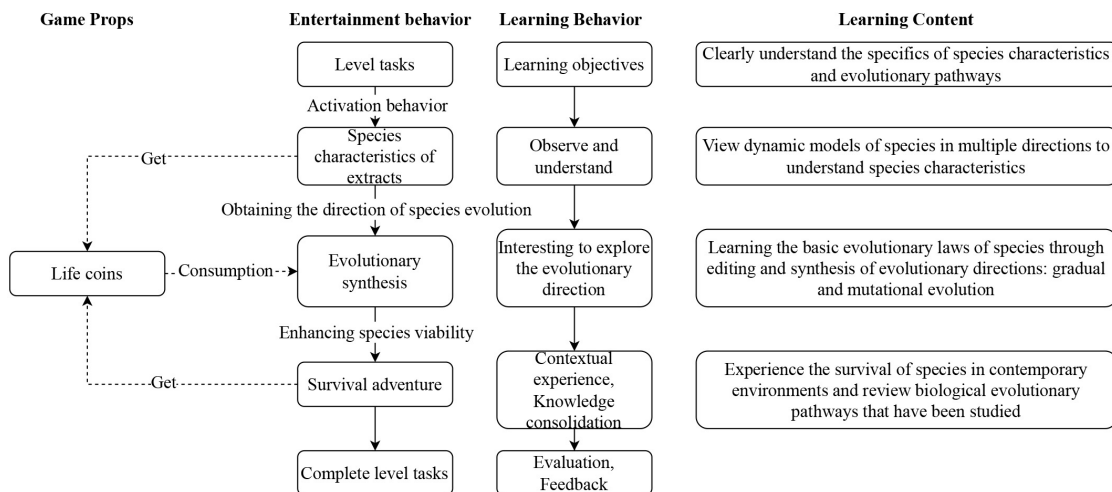 Game Props
Entertainment behavior
Learning Behavior
Learning Content
Level tasks
Learning objectives
Clearly understand the specifics of species characteristics
and evolutionary pathways
Activation behavior
Species
characteristics of
extracts
Observe and
understand
View dynamic models of species in multiple directions to
understand species characteristics
Get
Obtaining the direction of species evolution
Life coins
Consumption
Evolutionary
synthesis
Interesting to explore
the evolutionary
direction
Learning the basic evolutionary laws of species through
editing and synthesis of evolutionary directions: gradual
and mutational evolution
Enhancing species viability
Get
Survival adventure
Contextual
experience,
Knowledge
consolidation
Experience the survival of species in contemporary
environments and review biological evolutionary
pathways that have been studied
Complete level tasks
Evaluation,
Feedback